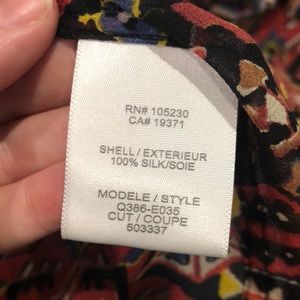 RN# 105230
CA# 19371
SHELL / EXTERIEUR
100% SILK/SOIE
MODELE / STYLE
Q386-E035
CUT / COUPE
503337